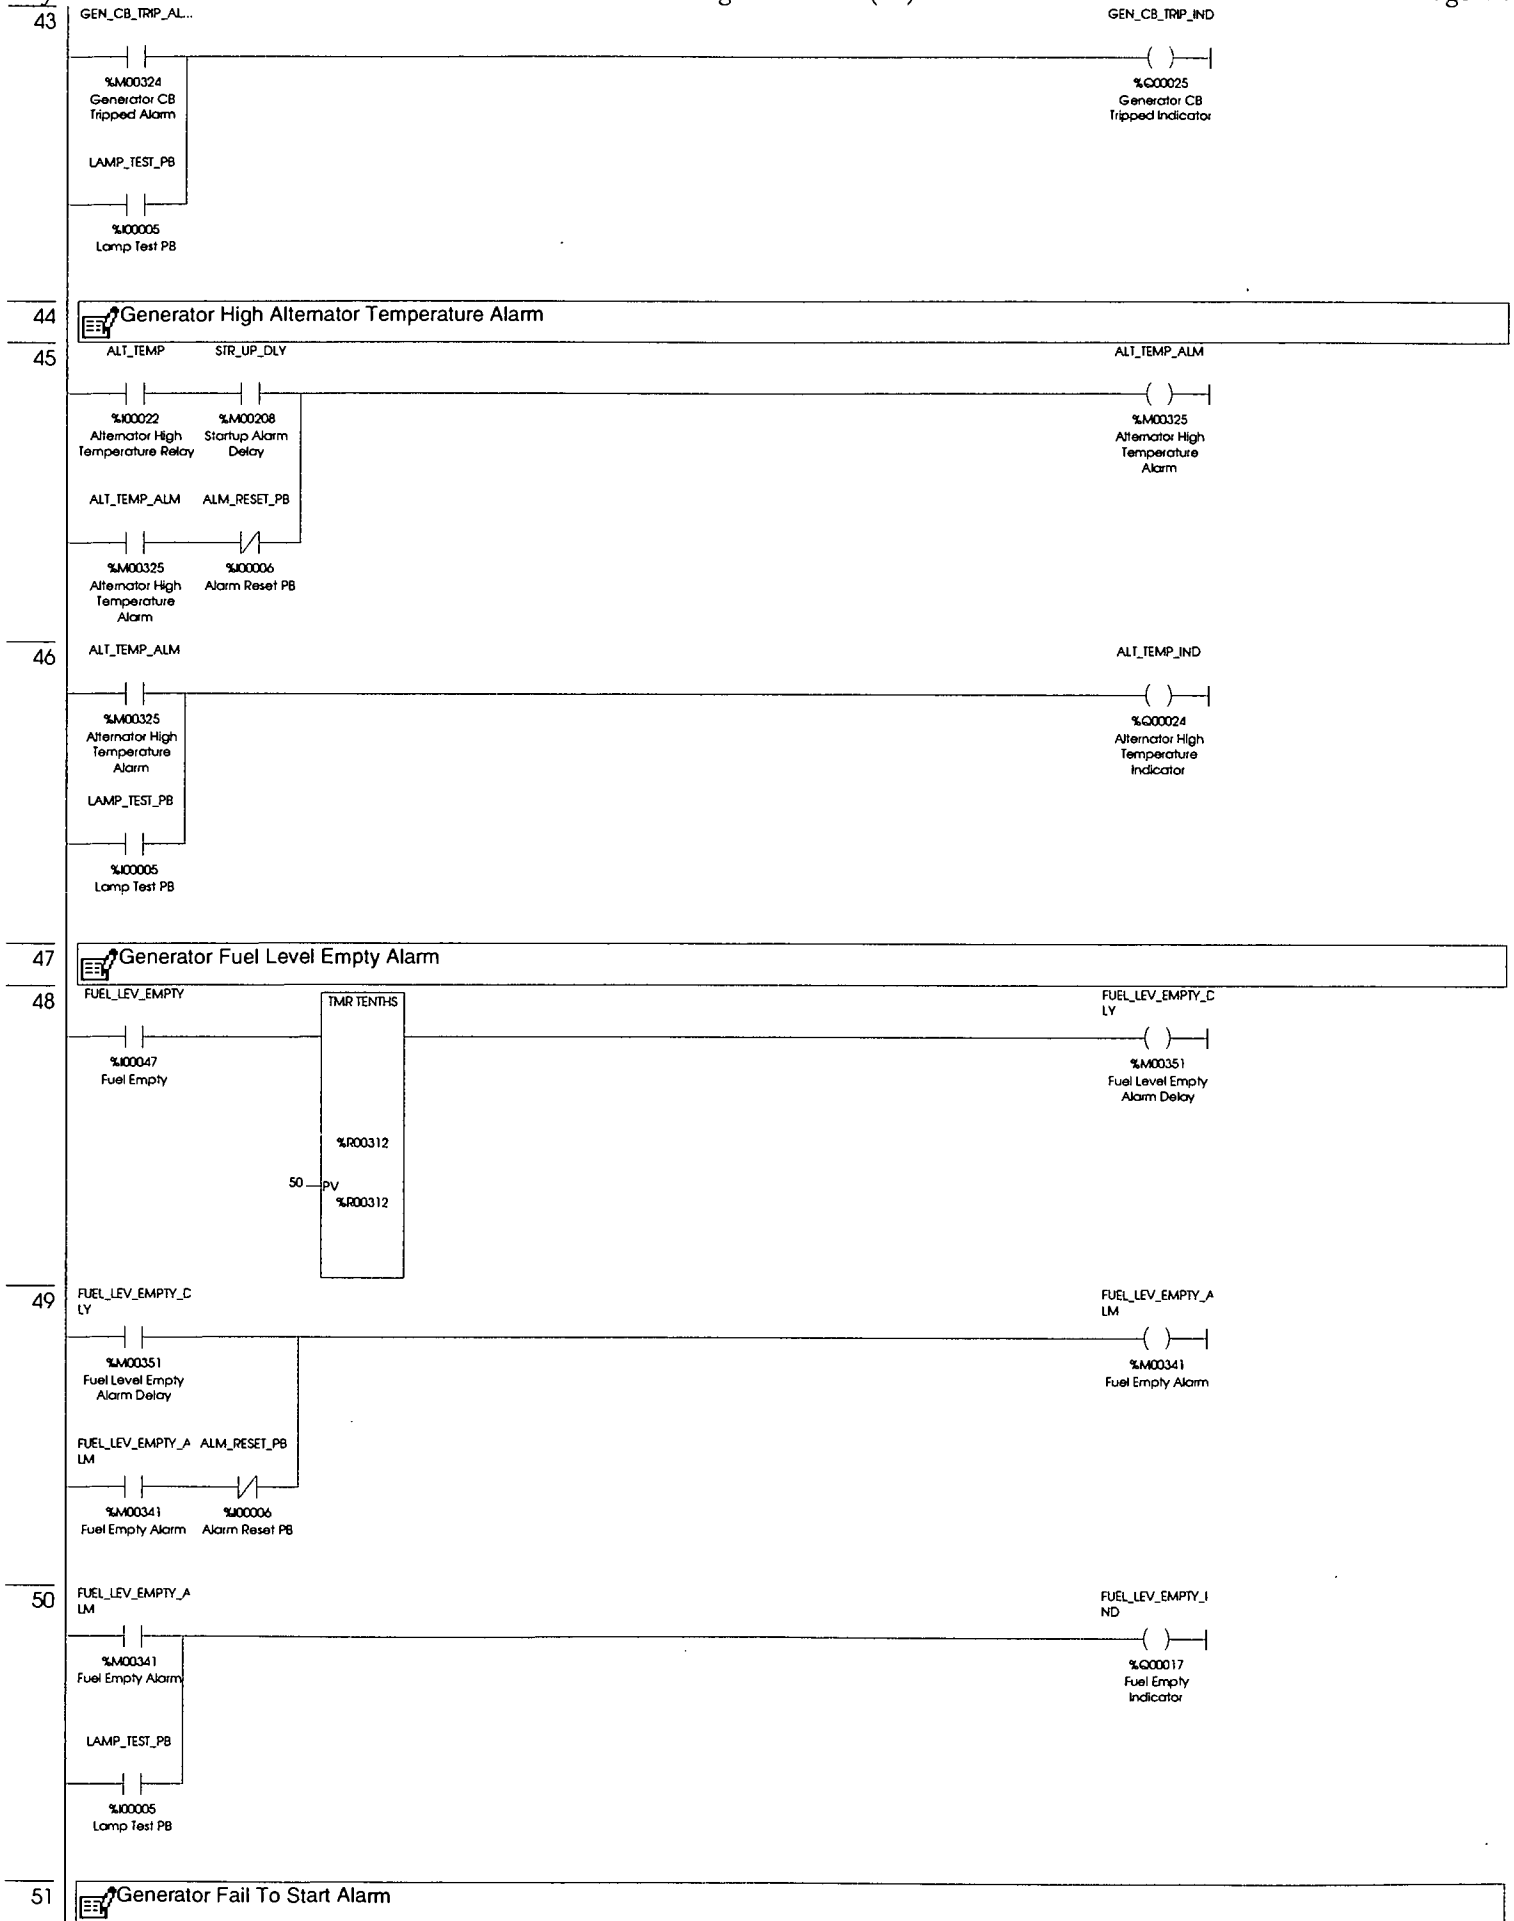 43
GEN_CB_TRIP_AL...
GEN_CB_TRIP_IND
%M00324
Generator CB
Tripped Alarm
%Q00025
Generator CB
Tripped Indicator
LAMP_TEST_PB
%I00005
Lamp Test PB
44
Generator High Alternator Temperature Alarm
45
ALT_TEMP STR_UP_DLY
ALT_TEMP_ALM
%I00022 %M00208
Alternator High Startup Alarm
Temperature Relay Delay
%M00325
Alternator High
Temperature
Alarm
ALT_TEMP_ALM ALM_RESET_PB
%M00325 %I00006
Alternator High Alarm Reset PB
Temperature
Alarm
46
ALT_TEMP_ALM
ALT_TEMP_IND
%M00325
Alternator High
Temperature
Alarm
%Q00024
Alternator High
Temperature
Indicator
LAMP_TEST_PB
%I00005
Lamp Test PB
47
Generator Fuel Level Empty Alarm
48
FUEL_LEV_EMPTY
TMR TENTHS
FUEL_LEV_EMPTY_D
LY
%I00047
Fuel Empty
%M00351
Fuel Level Empty
Alarm Delay
%R00312
50 PV
%R00312
49
FUEL_LEV_EMPTY_D
LY
FUEL_LEV_EMPTY_A
LM
%M00351
Fuel Level Empty
Alarm Delay
%M00341
Fuel Empty Alarm
FUEL_LEV_EMPTY_A ALM_RESET_PB
LM
%M00341 %I00006
Fuel Empty Alarm Alarm Reset PB
50
FUEL_LEV_EMPTY_A
LM
FUEL_LEV_EMPTY_I
ND
%M00341
Fuel Empty Alarm
%Q00017
Fuel Empty
Indicator
LAMP_TEST_PB
%I00005
Lamp Test PB
51
Generator Fail To Start Alarm